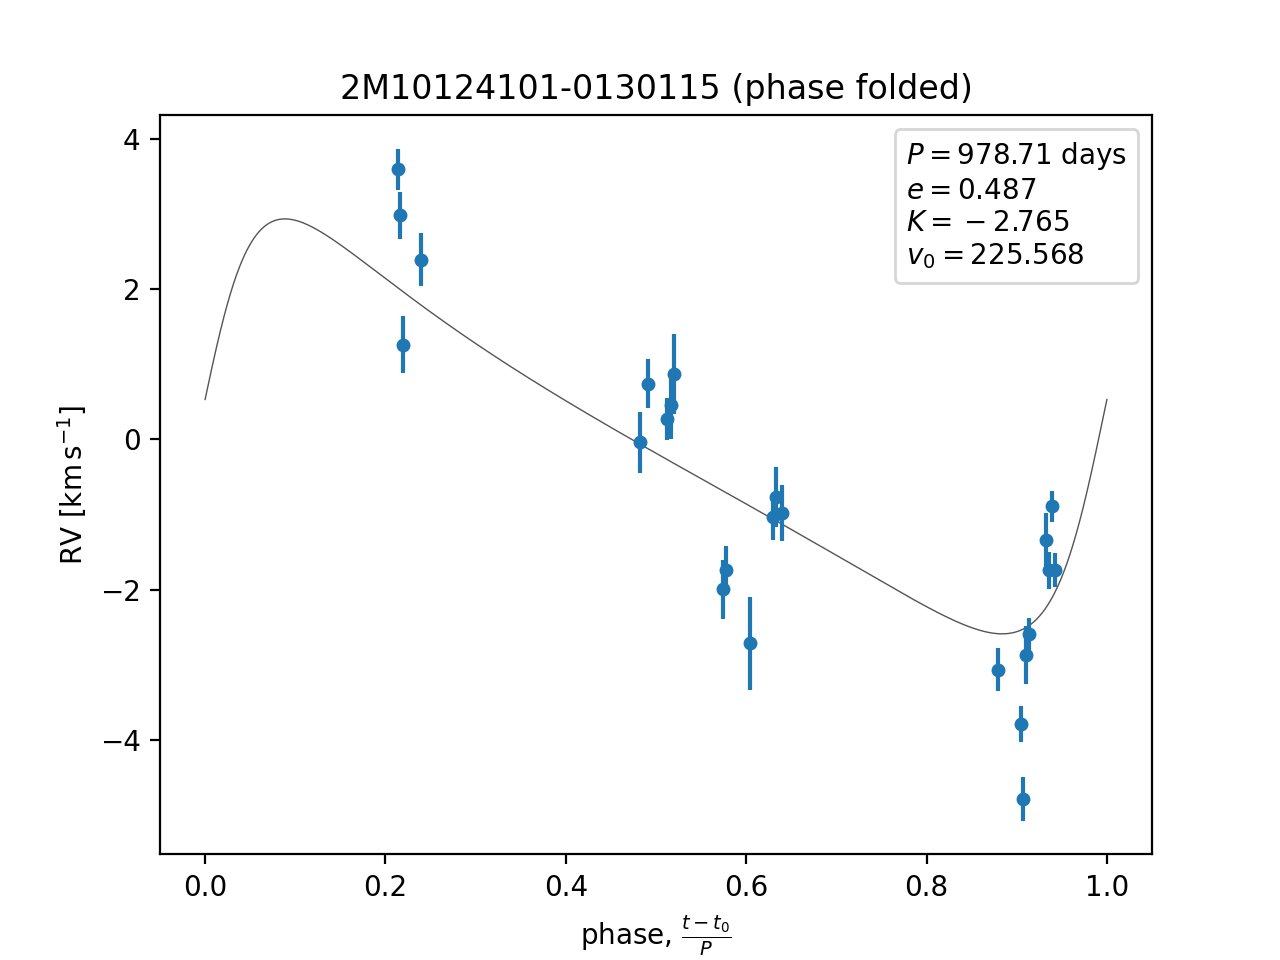 2M10124101-0130115 (phase folded)
P = 978.71 days
e = 0.487
K = −2.765
v₀ = 225.568
4
2
0
−2
−4
RV [km s⁻¹]
0.0 0.2 0.4 0.6 0.8 1.0
phase, (t − t₀)/P